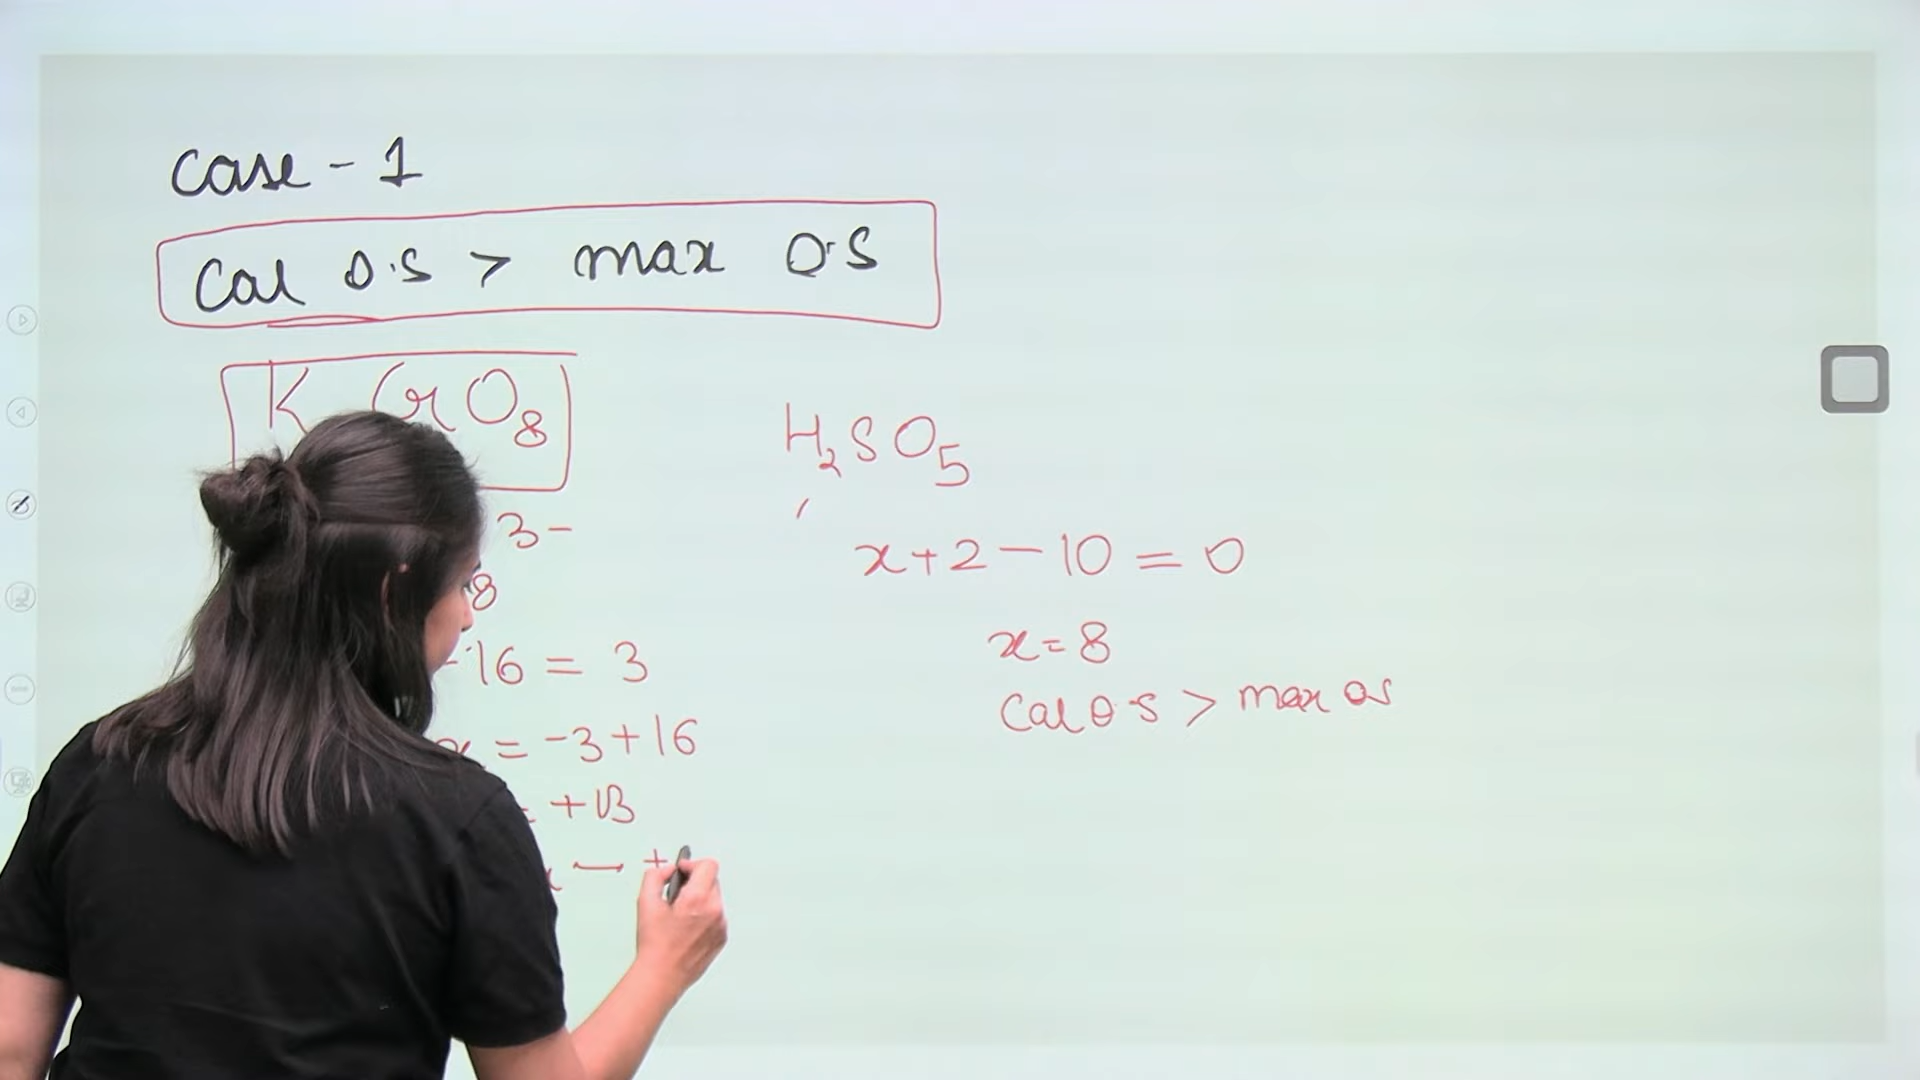 Case - 1
Cal O.S > max O.S
K CrO8
3-
8
-16 = 3
x = -3+16
= +13
- +
H2SO5
x+2-10 = 0
x=8
Cal O.S > max OS